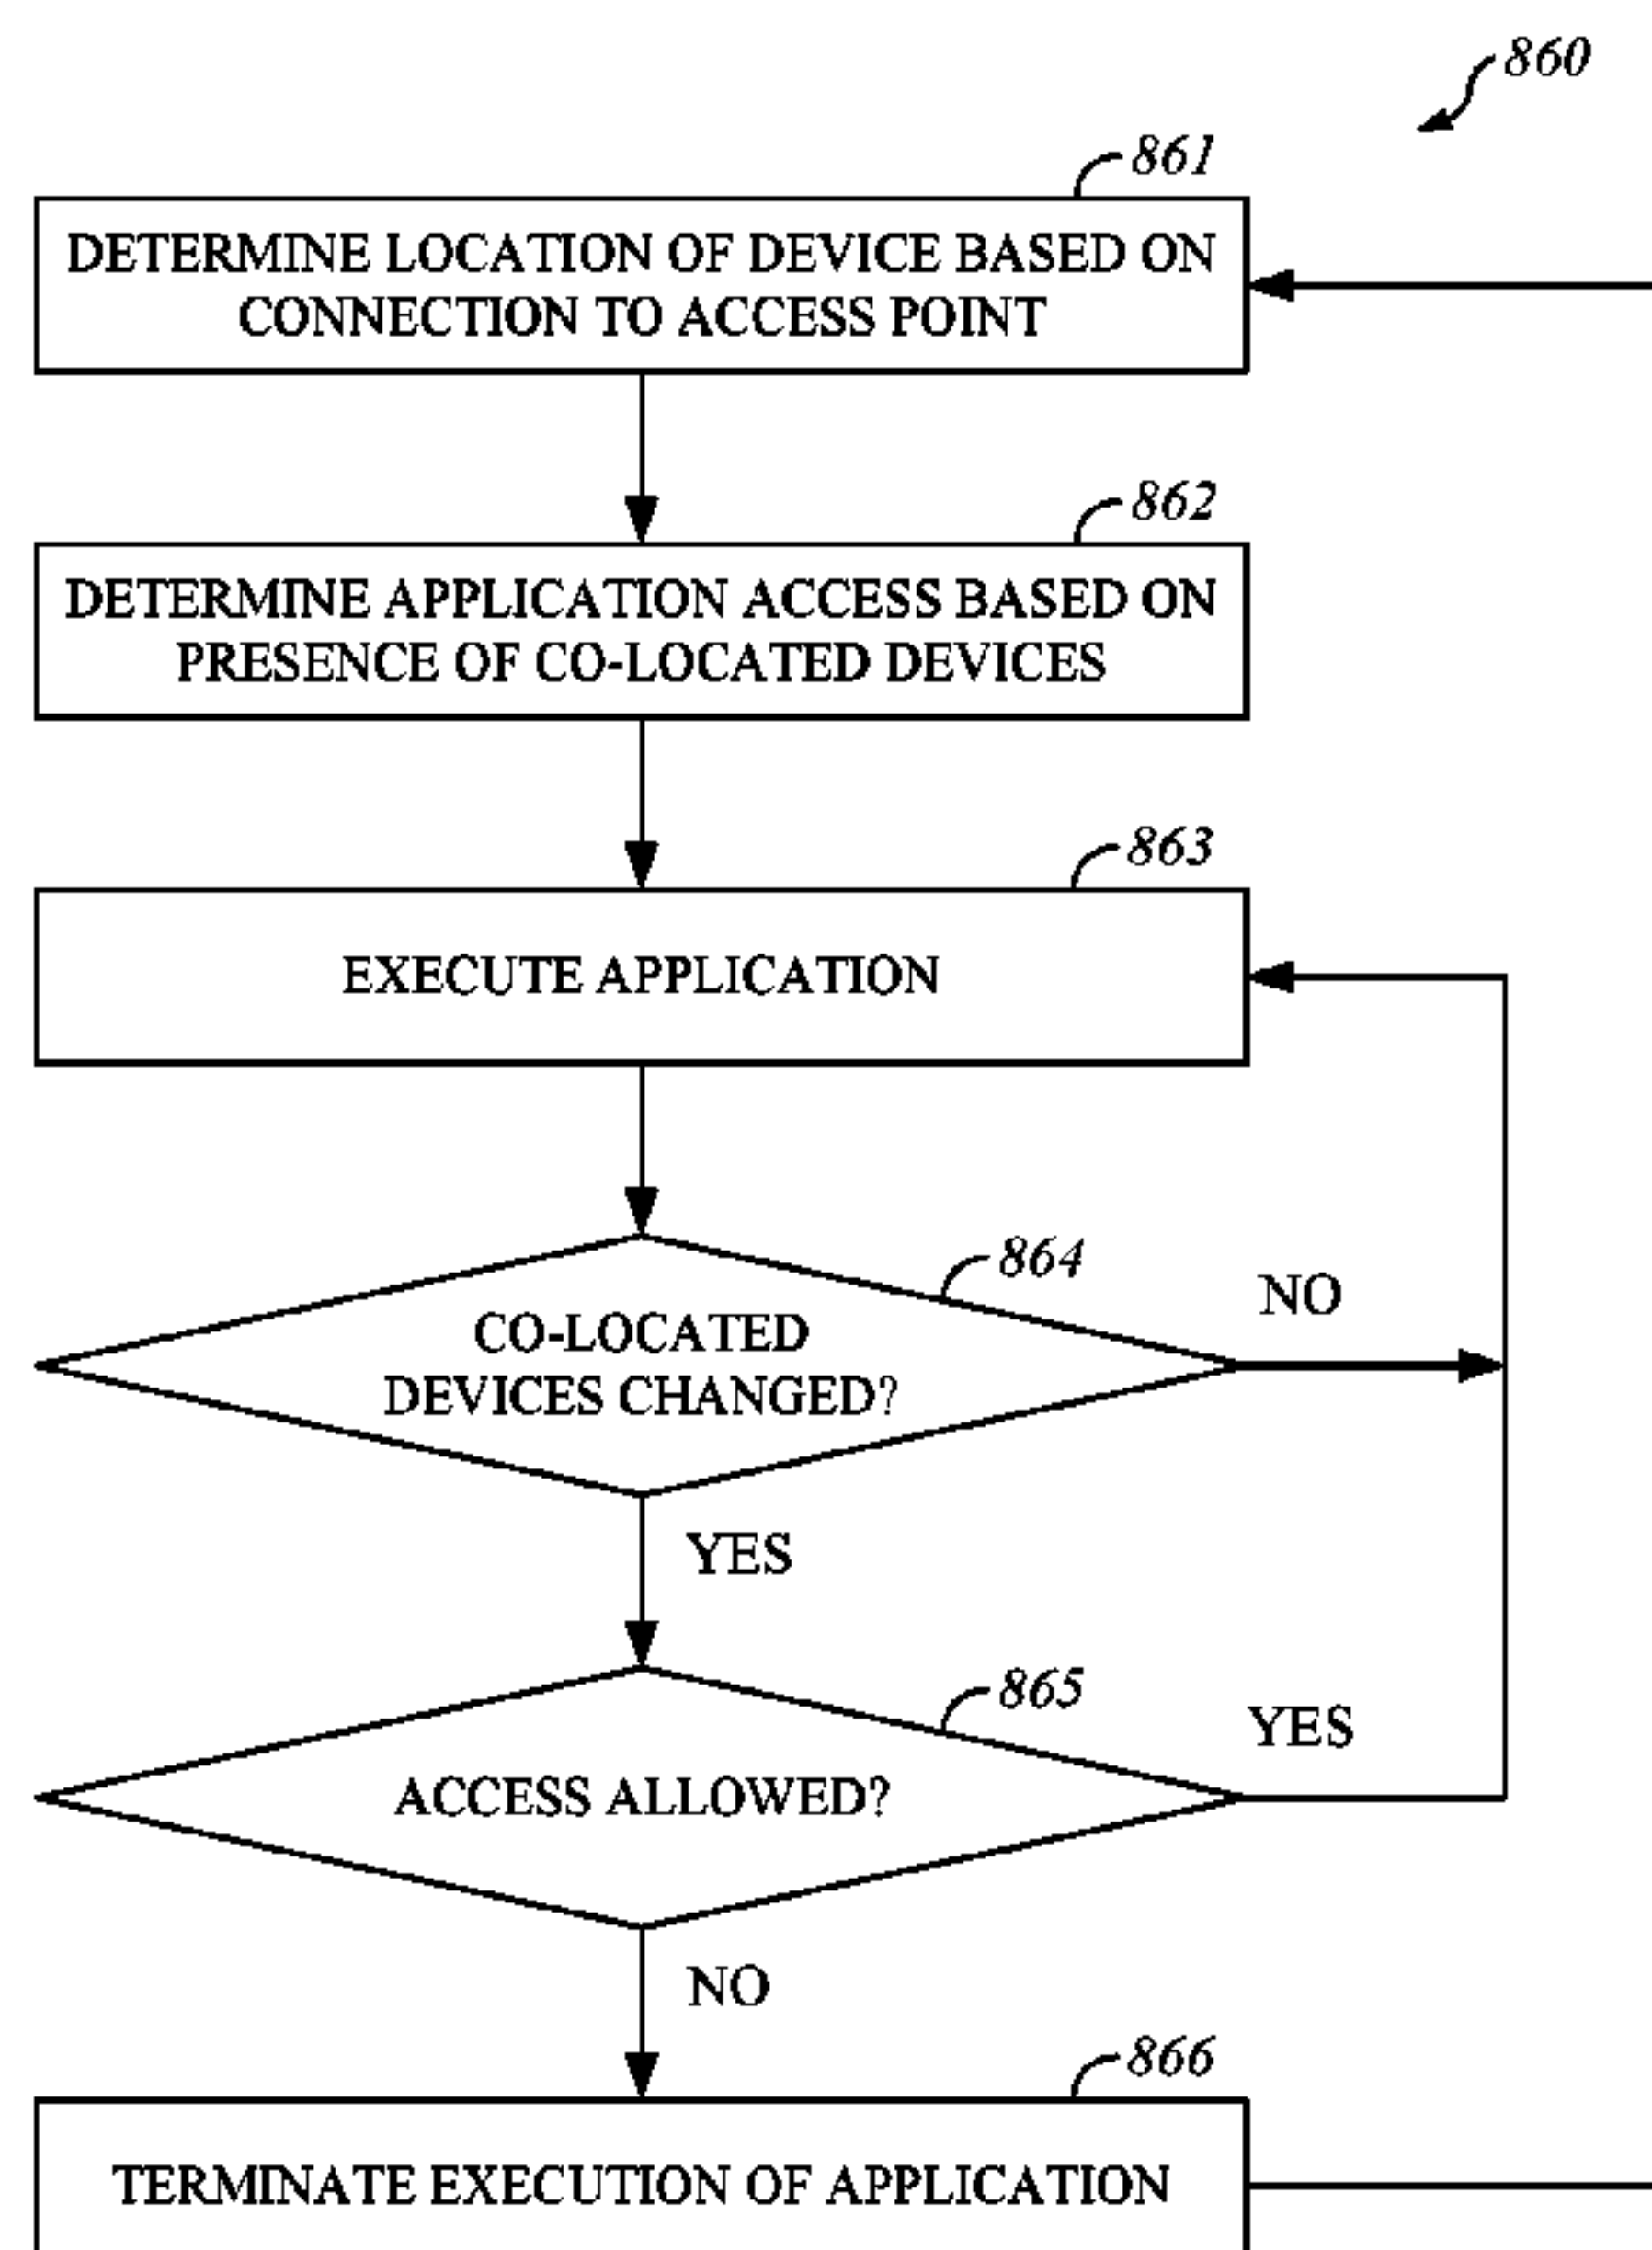 860
861
DETERMINE LOCATION OF DEVICE BASED ON
CONNECTION TO ACCESS POINT
862
DETERMINE APPLICATION ACCESS BASED ON
PRESENCE OF CO-LOCATED DEVICES
863
EXECUTE APPLICATION
864
NO
CO-LOCATED
DEVICES CHANGED?
YES
865
YES
ACCESS ALLOWED?
NO
866
TERMINATE EXECUTION OF APPLICATION